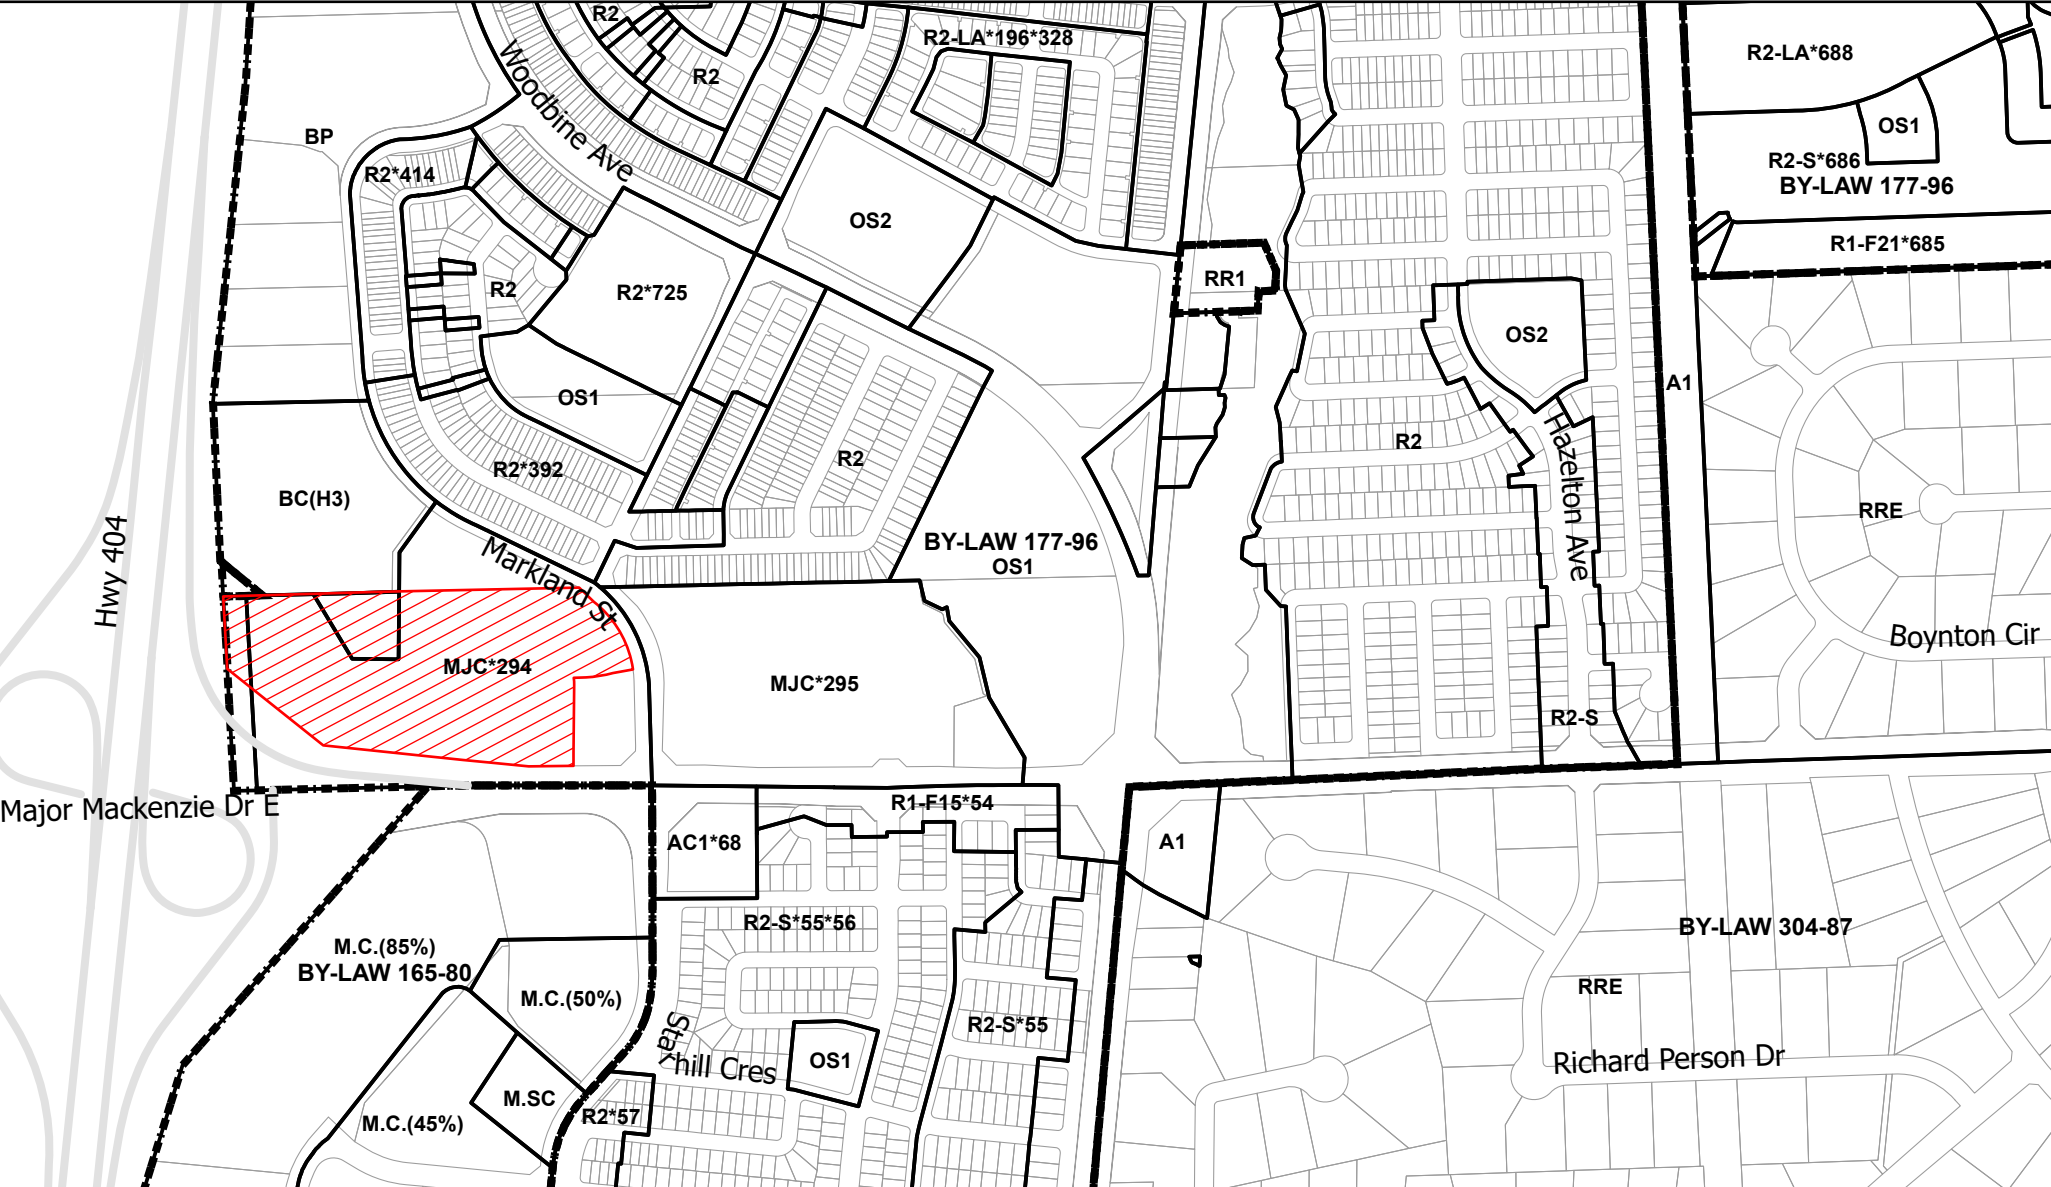 R2
R2-LA*196*328
Woodbine Ave
R2
R2-LA*688
OS1
BP
R2-S*686
BY-LAW 177-96
R2*414
OS2
R1-F21*685
RR1
R2
R2*725
OS2
A1
OS1
R2
Hazelton Ave
R2
R2*392
BC(H3)
RRE
Hwy 404
BY-LAW 177-96
OS1
Markland St
Boynton Cir
MJC*294
MJC*295
R2-S
Major Mackenzie Dr E
R1-F15*54
AC1*68
A1
R2-S*55*56
BY-LAW 304-87
M.C.(85%)
BY-LAW 165-80
M.C.(50%)
RRE
R2-S*55
OS1
Richard Person Dr
hill Cres
M.SC
M.C.(45%)
R2*57